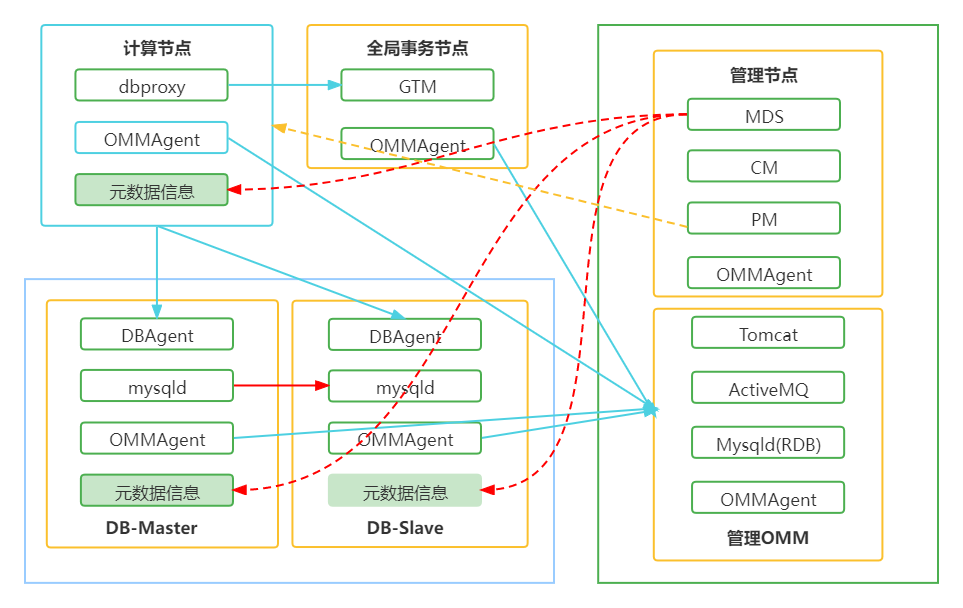 计算节点
dbproxy
OMMAgent
元数据信息
全局事务节点
GTM
OMMAgent
管理节点
MDS
CM
PM
OMMAgent
DBAgent
mysqld
OMMAgent
元数据信息
DB-Master
DBAgent
mysqld
OMMAgent
元数据信息
DB-Slave
Tomcat
ActiveMQ
Mysqld(RDB)
OMMAgent
管理OMM